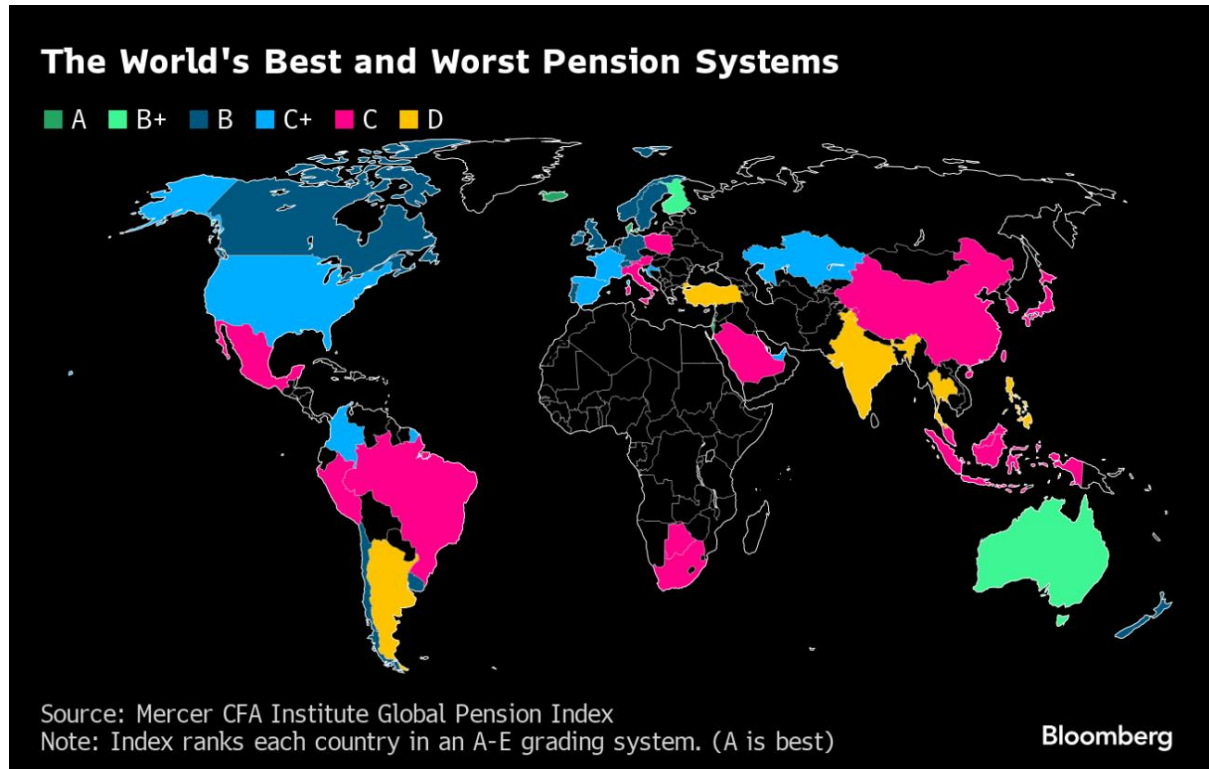 The World's Best and Worst Pension Systems
A B+ B C+ C D
Source: Mercer CFA Institute Global Pension Index
Note: Index ranks each country in an A-E grading system. (A is best)
Bloomberg